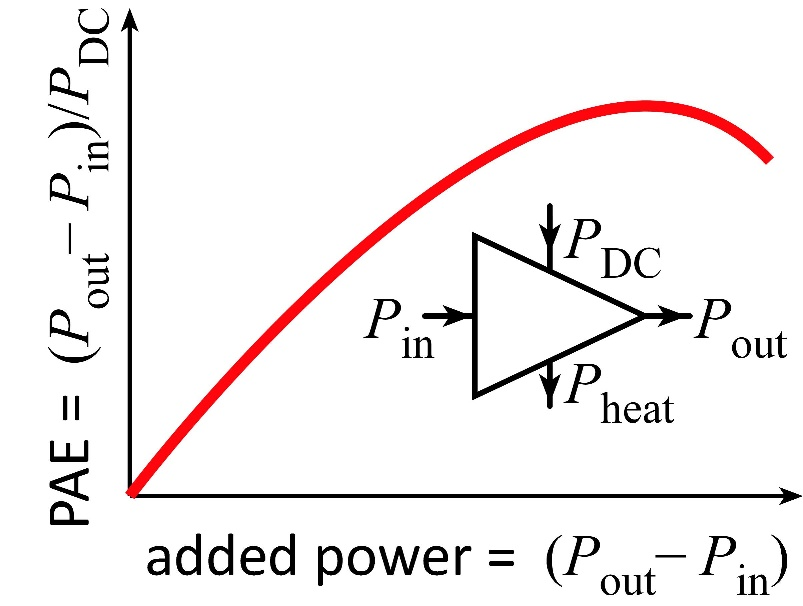 PAE = (Pout − Pin)/PDC
PDC
Pin
Pout
Pheat
added power = (Pout − Pin)